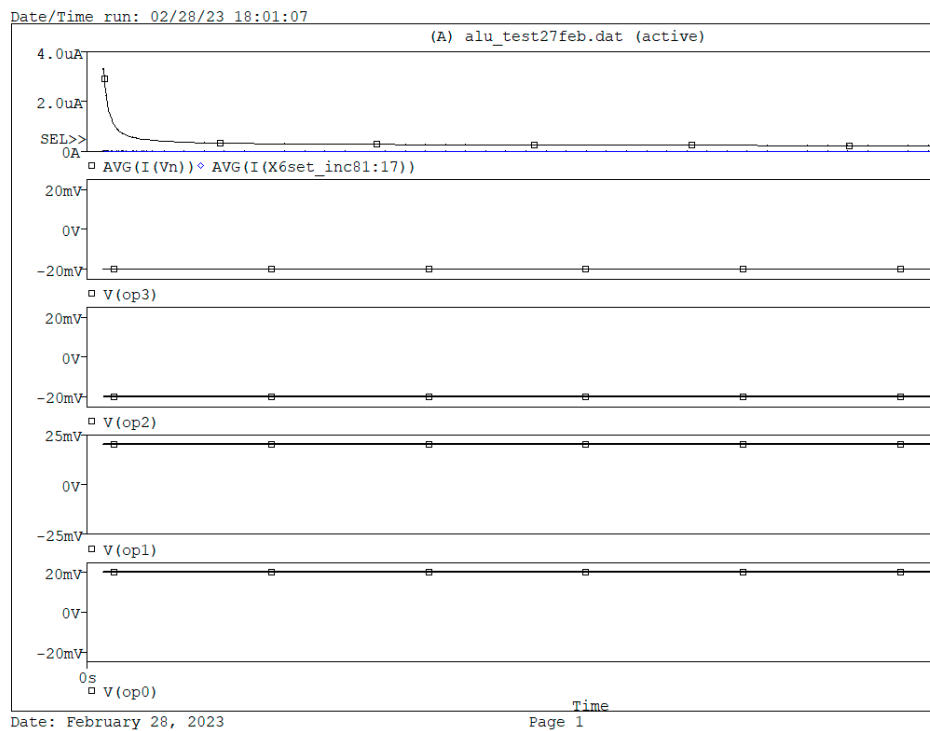 Date/Time run: 02/28/23 18:01:07
(A) alu_test27feb.dat (active)
4.0uA
2.0uA
SEL>>
0A
AVG(I(Vn)) AVG(I(X6set_inc81:17))
20mV
0V
-20mV
V(op3)
20mV
0V
-20mV
V(op2)
25mV
0V
-25mV
V(op1)
20mV
0V
-20mV
0s
V(op0)
Time
Date: February 28, 2023 Page 1